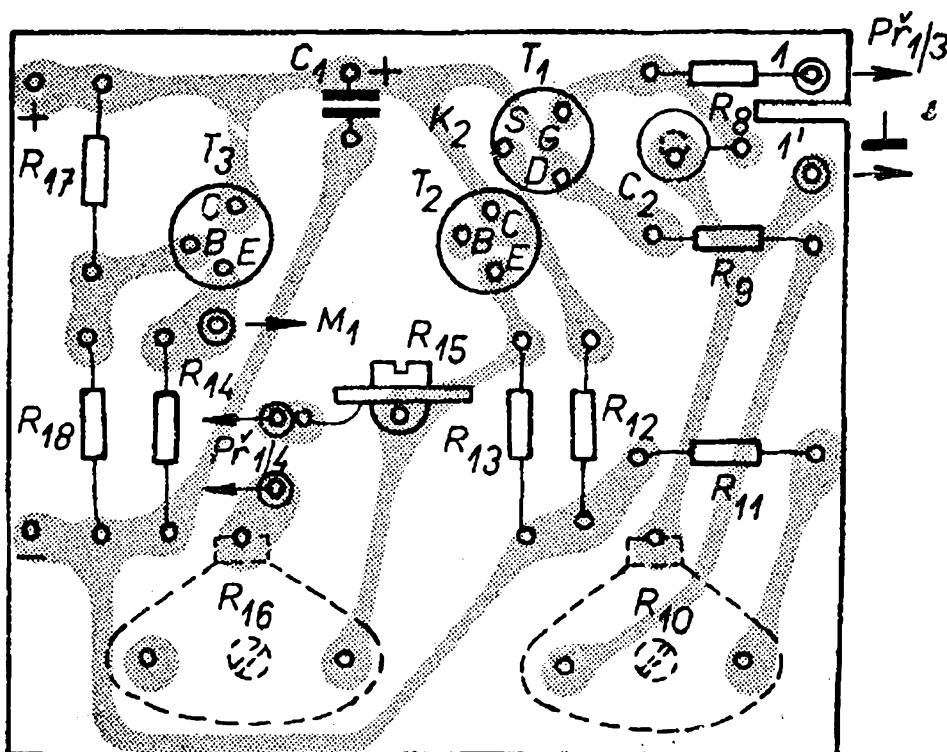 C1 + T1 Př1/3
+ K2 S G R8 1
R17 T3 D 1'
C T2 C2
B E C B E R9
M1
R15
R14
R18 Př1/4 R13 R12
R11
−
R16 R10